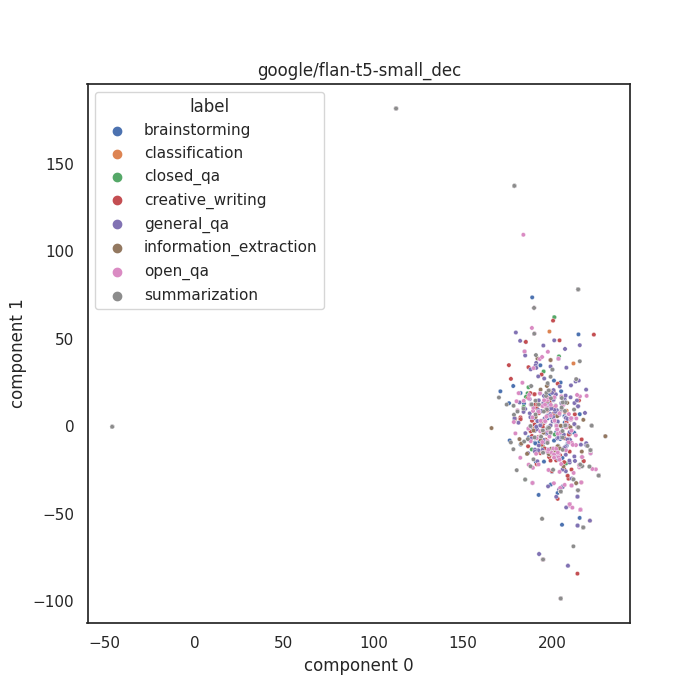 google/flan-t5-small_dec
label
brainstorming
classification
closed_qa
creative_writing
general_qa
information_extraction
open_qa
summarization
150
100
50
0
−50
−100
component 1
−50
0
50
100
150
200
component 0